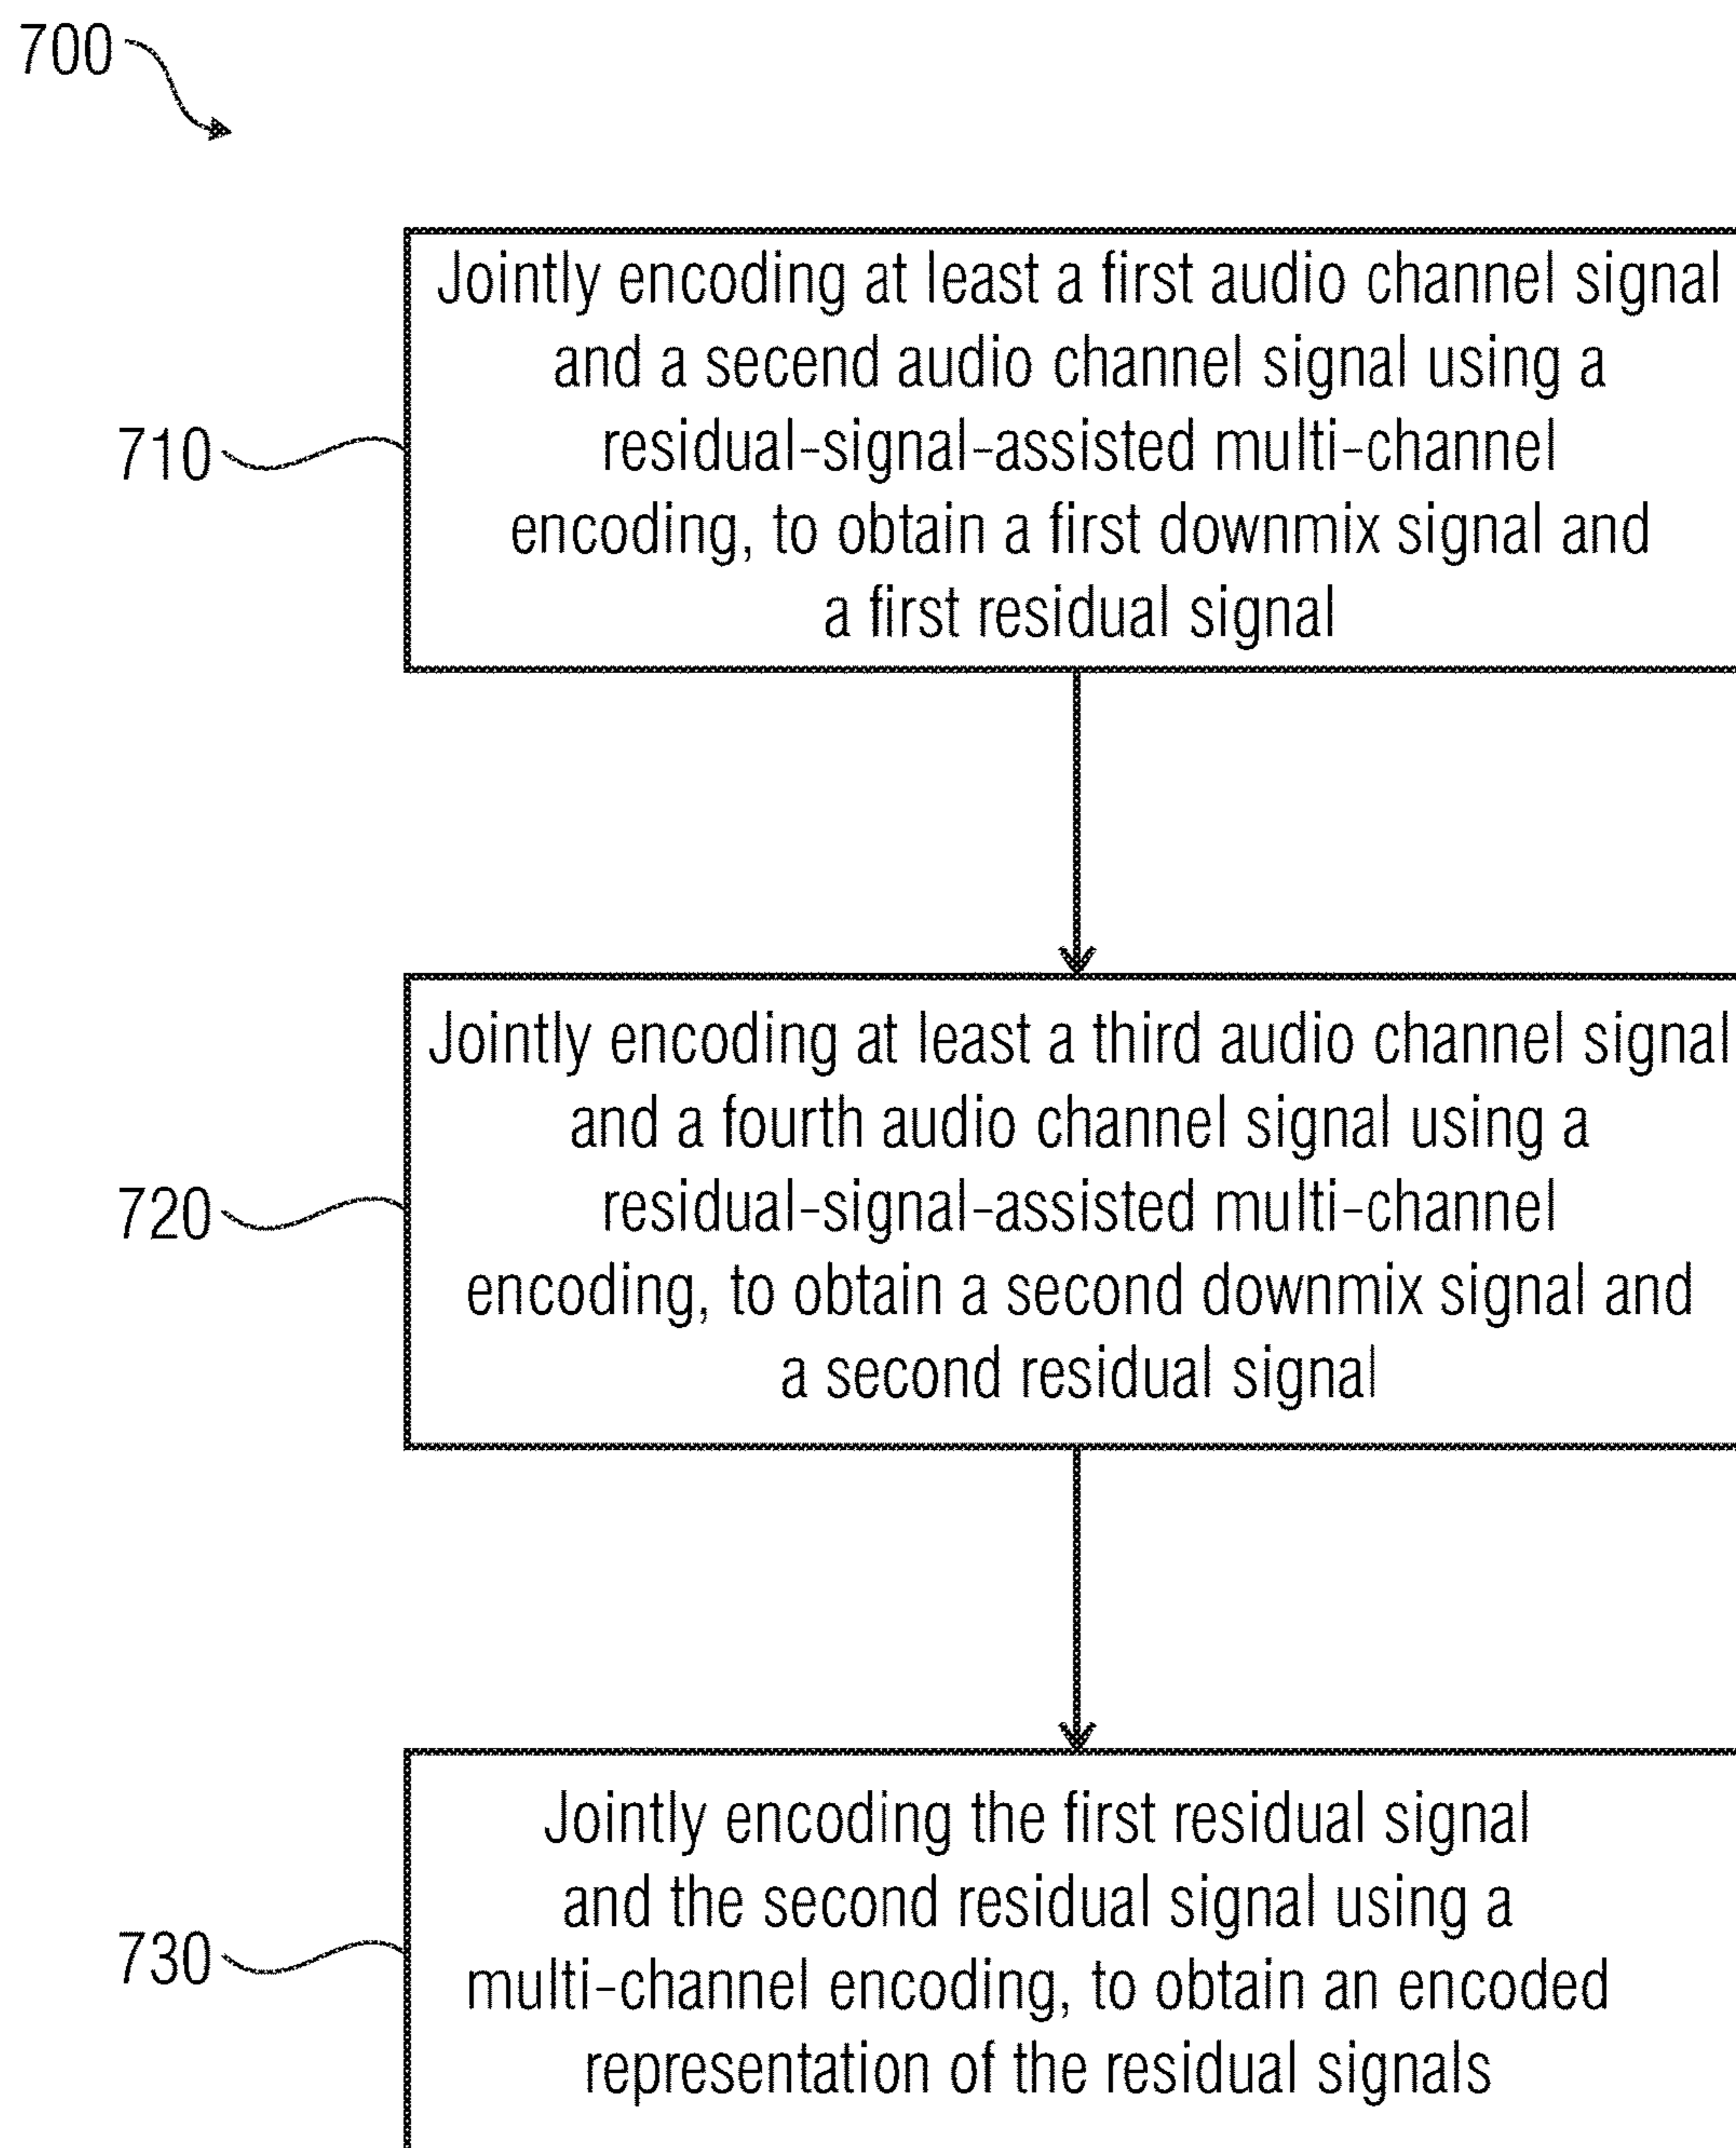 700
Jointly encoding at least a first audio channel signal
and a secend audio channel signal using a
residual-signal-assisted multi-channel
encoding, to obtain a first downmix signal and
a first residual signal
710
Jointly encoding at least a third audio channel signal
and a fourth audio channel signal using a
residual-signal-assisted multi-channel
encoding, to obtain a second downmix signal and
a second residual signal
720
Jointly encoding the first residual signal
and the second residual signal using a
multi-channel encoding, to obtain an encoded
representation of the residual signals
730